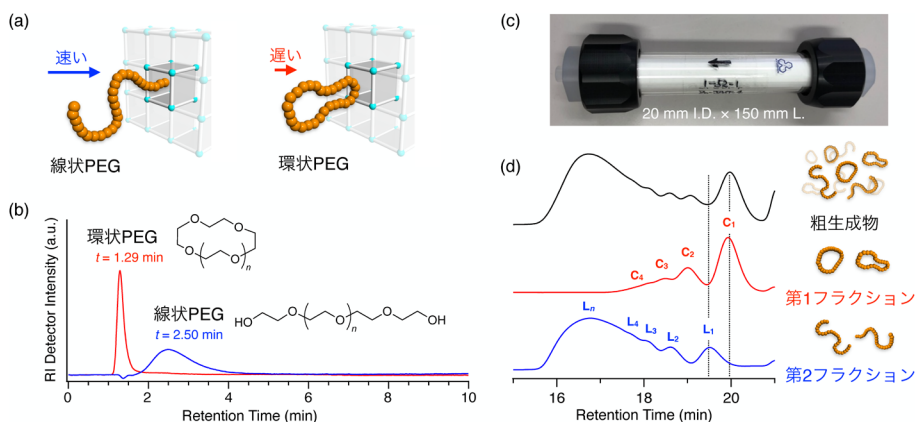 (a)
速い
線状PEG
遅い
環状PEG
(b)
RI Detector Intensity (a.u.)
環状PEG
t = 1.29 min
O
O
O
O
O
n
線状PEG
t = 2.50 min
HO
O
O
n
O
OH
0
2
4
6
8
10
Retention Time (min)
(c)
20 mm I.D. × 150 mm L.
(d)
C1
C4
C3
C2
Ln
L4
L3
L2
L1
16
18
20
Retention Time (min)
粗生成物
第1フラクション
第2フラクション